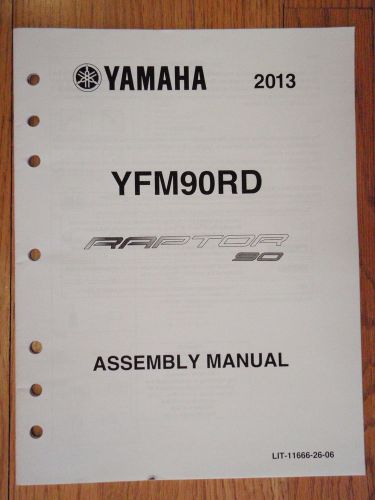 YAMAHA 2013
YFM90RD
RAPTOR
90
ASSEMBLY MANUAL
LIT-11666-26-06